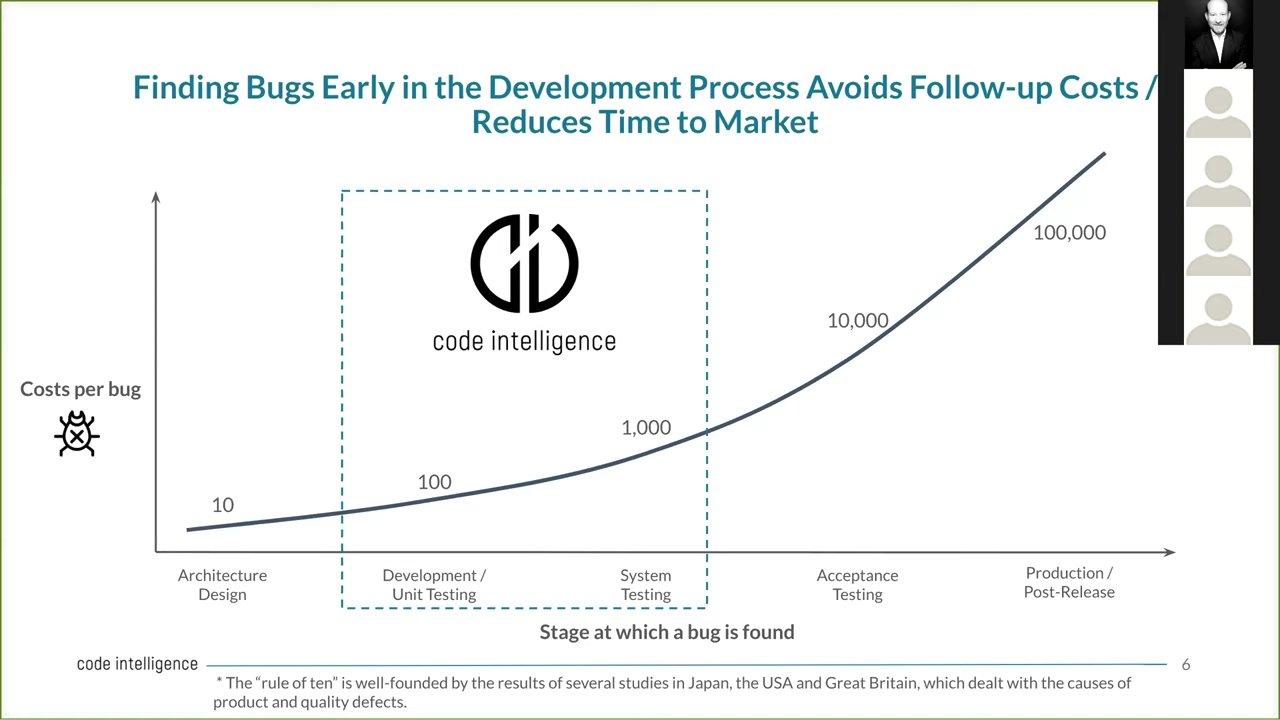 Finding Bugs Early in the Development Process Avoids Follow-up Costs /
Reduces Time to Market
code intelligence
Costs per bug
10
100
1,000
10,000
100,000
Architecture
Design
Development /
Unit Testing
System
Testing
Acceptance
Testing
Production /
Post-Release
Stage at which a bug is found
code intelligence
6
* The “rule of ten” is well-founded by the results of several studies in Japan, the USA and Great Britain, which dealt with the causes of
product and quality defects.